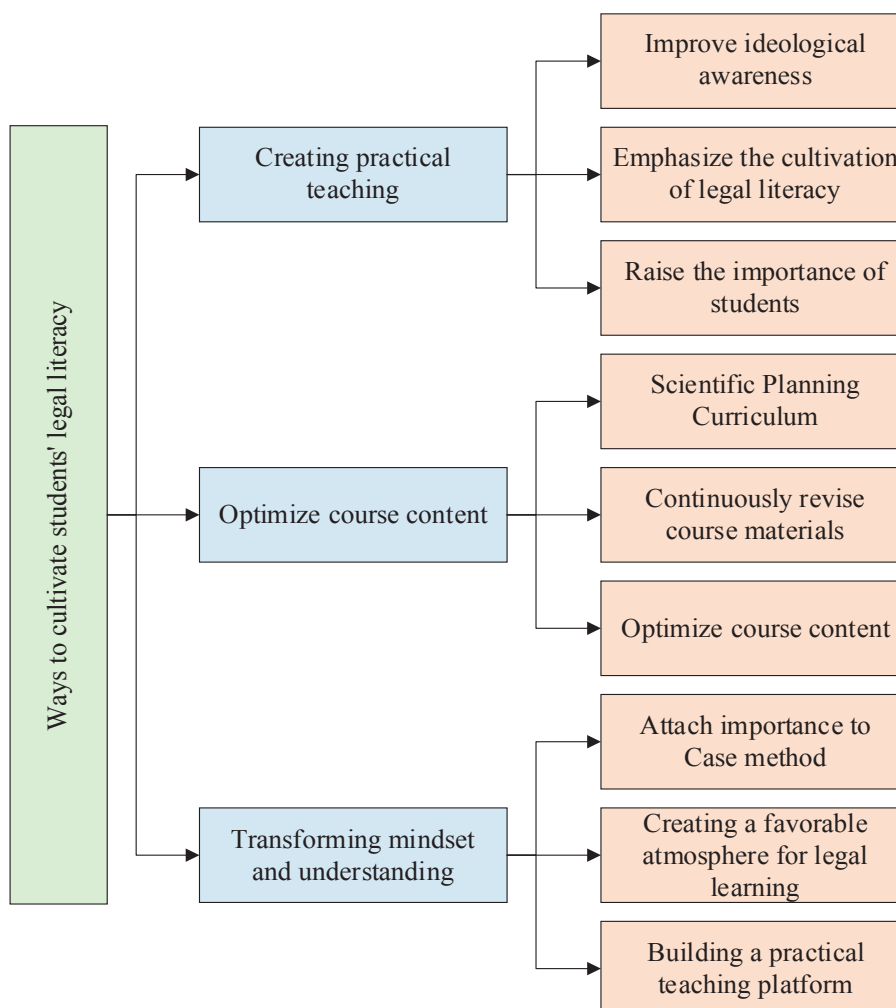 Ways to cultivate students' legal literacy
Creating practical
teaching
Improve ideological
awareness
Emphasize the cultivation
of legal literacy
Raise the importance of
students
Optimize course content
Scientific Planning
Curriculum
Continuously revise
course materials
Optimize course content
Transforming mindset
and understanding
Attach importance to
Case method
Creating a favorable
atmosphere for legal
learning
Building a practical
teaching platform